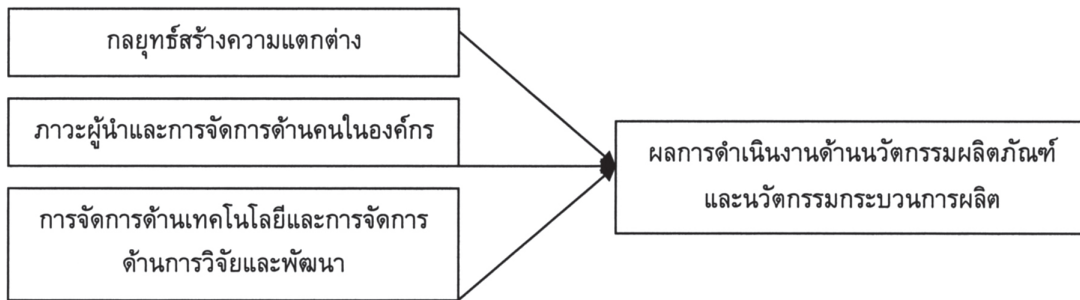 กลยุทธ์สร้างความแตกต่าง
ภาวะผู้นำและการจัดการด้านคนในองค์กร
การจัดการด้านเทคโนโลยีและการจัดการ
ด้านการวิจัยและพัฒนา
ผลการดำเนินงานด้านนวัตกรรมผลิตภัณฑ์
และนวัตกรรมกระบวนการผลิต